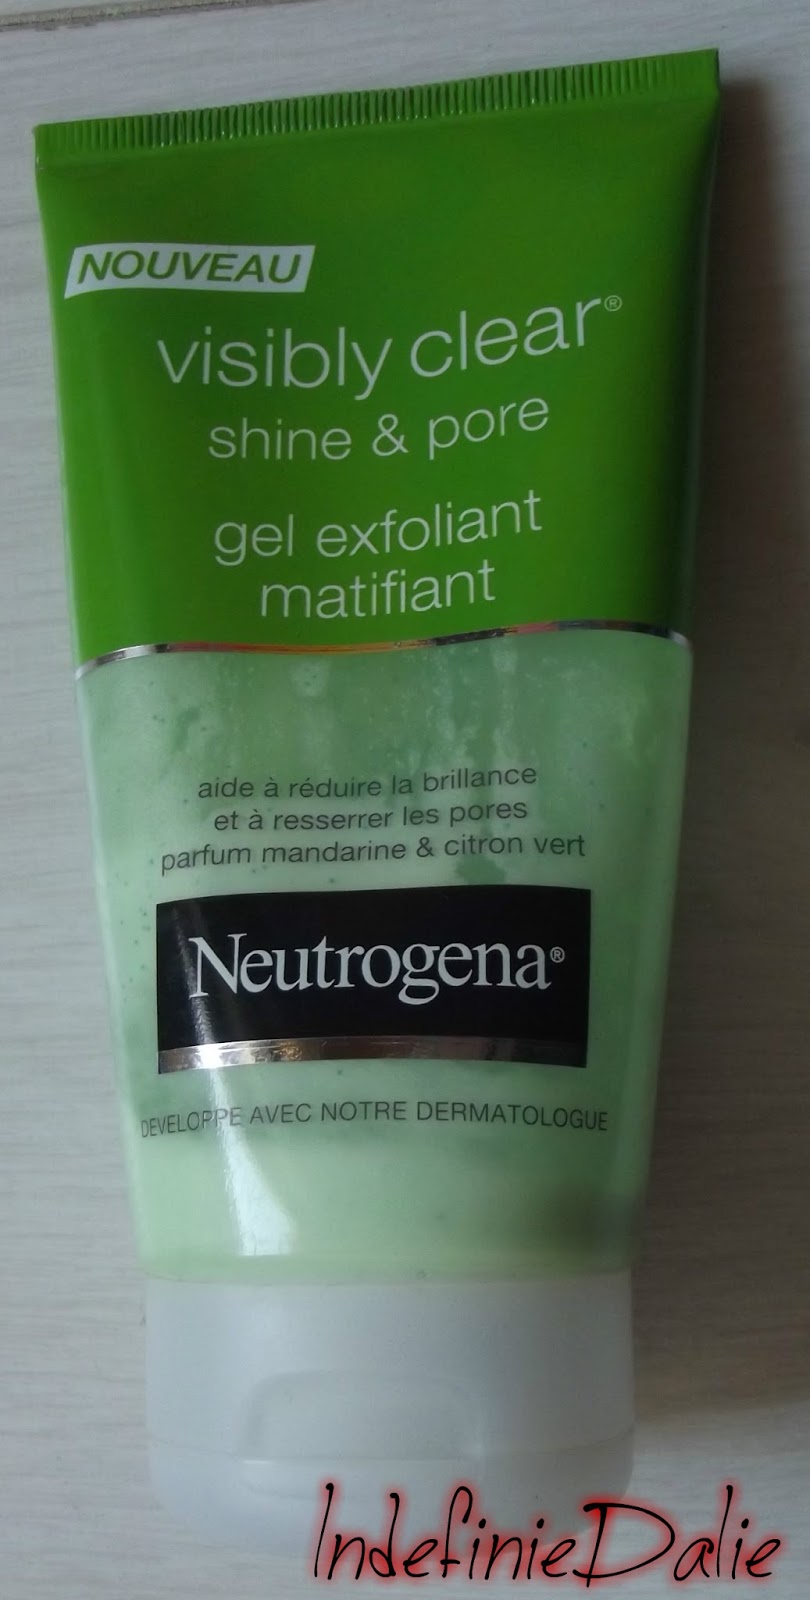 NOUVEAU
visibly clear®
shine & pore
gel exfoliant
matifiant
aide à réduire la brillance
et à resserrer les pores
parfum mandarine & citron vert
Neutrogena®
DEVELOPPE AVEC NOTRE DERMATOLOGUE
IndefinieDalie